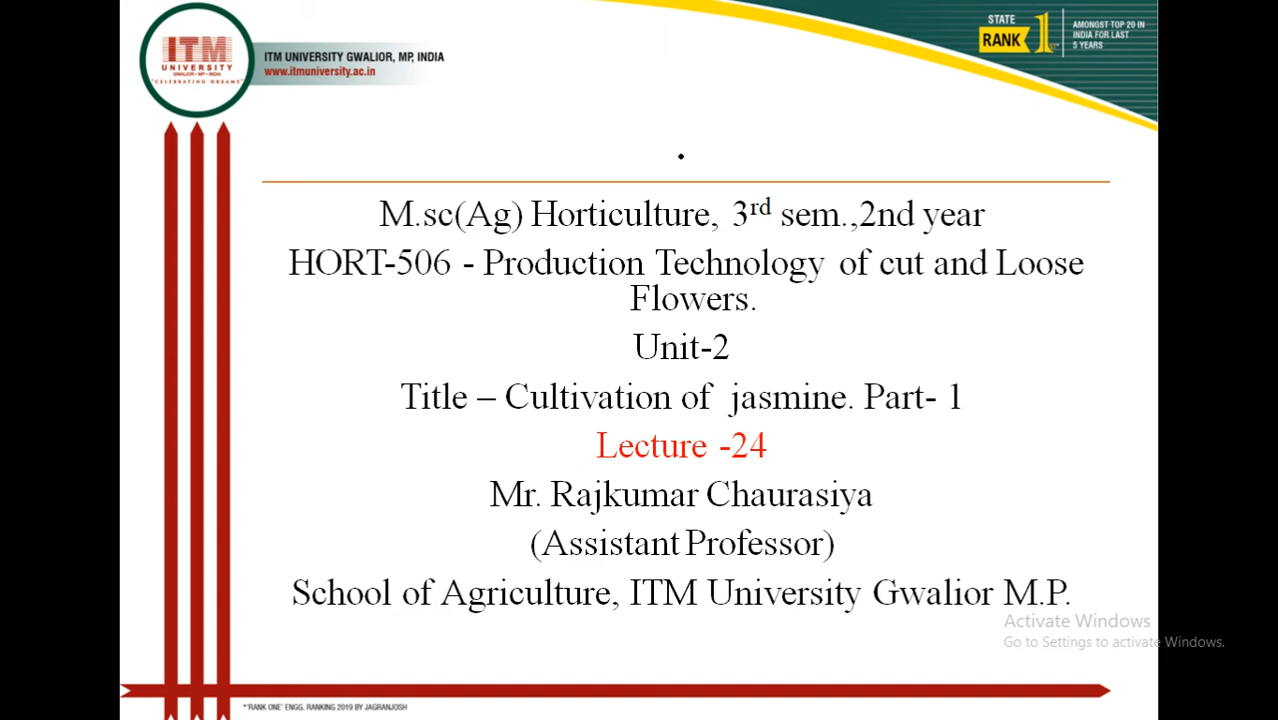 ITM
UNIVERSITY
GWALIOR • MP • INDIA
"CELEBRATING DREAMS"
ITM UNIVERSITY GWALIOR, MP, INDIA
www.itmuniversity.ac.in
STATE
RANK 1ST
AMONGST TOP 20 IN
INDIA FOR LAST
5 YEARS
.
M.sc(Ag) Horticulture, 3rd sem.,2nd year
HORT-506 - Production Technology of cut and Loose
Flowers.
Unit-2
Title – Cultivation of jasmine. Part- 1
Lecture -24
Mr. Rajkumar Chaurasiya
(Assistant Professor)
School of Agriculture, ITM University Gwalior M.P.
Activate Windows
Go to Settings to activate Windows.
*"RANK ONE" ENGG. RANKING 2019 BY JAGRANJOSH